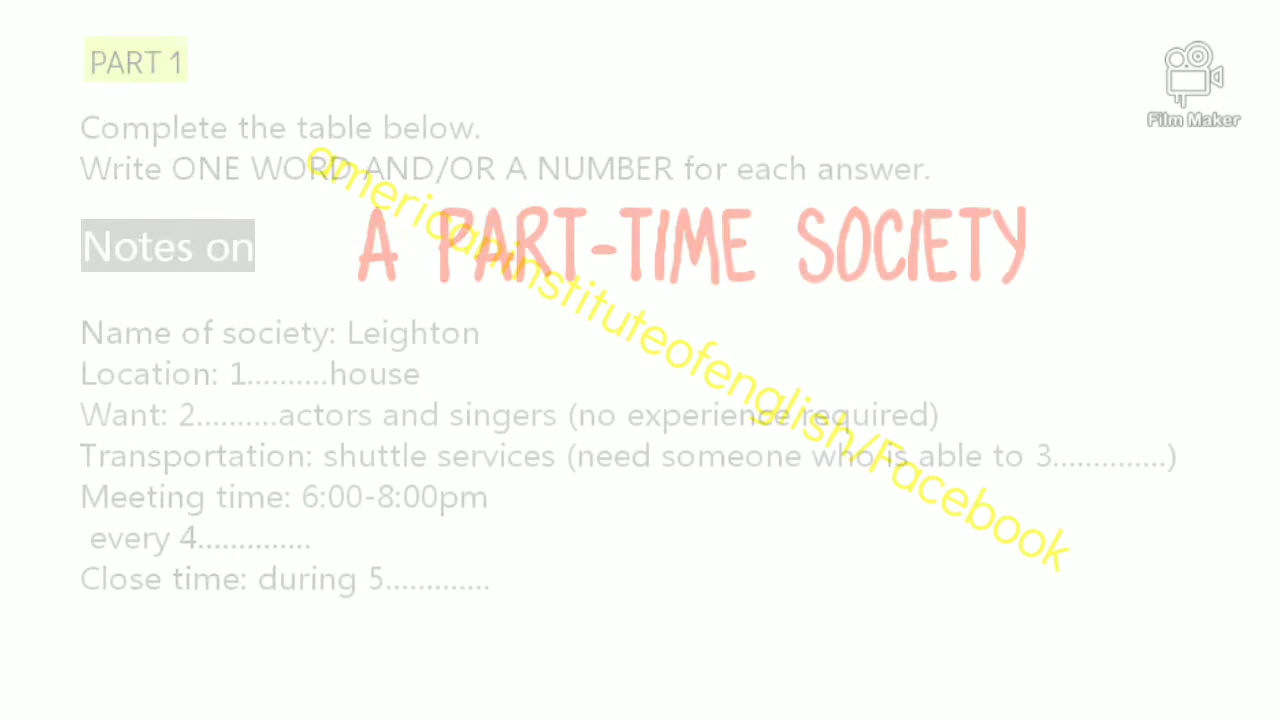 PART 1
Film Maker
Complete the table below.
Write ONE WORD AND/OR A NUMBER for each answer.
Notes on A PART-TIME SOCIETY
americaninstituteofenglish/Facebook
Name of society: Leighton
Location: 1..........house
Want: 2..........actors and singers (no experience required)
Transportation: shuttle services (need someone who is able to 3..............)
Meeting time: 6:00-8:00pm
every 4..............
Close time: during 5.............